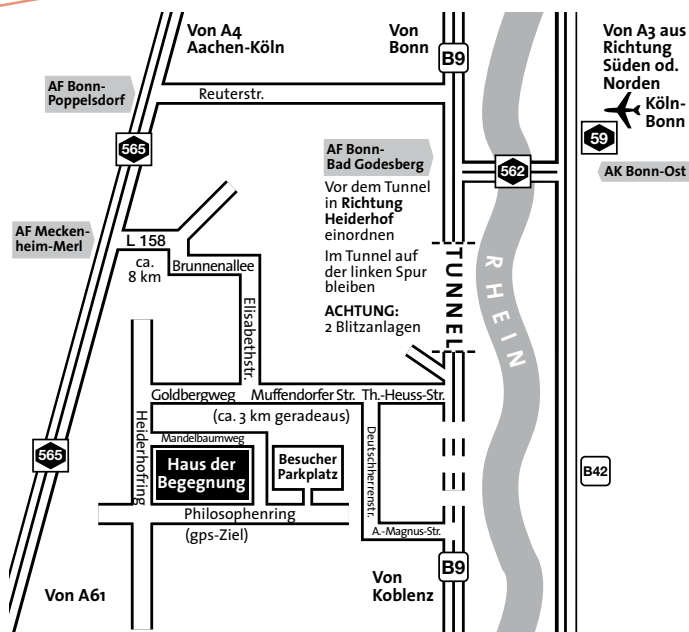 Von A4
Aachen-Köln
Von
Bonn
B9
Von A3 aus
Richtung
Süden od.
Norden
Köln-
Bonn
59
AK Bonn-Ost
AF Bonn-
Poppelsdorf
Reuterstr.
565
AF Bonn-
Bad Godesberg
562
Vor dem Tunnel
in Richtung
Heiderhof
einordnen
Im Tunnel auf
der linken Spur
bleiben
ACHTUNG:
2 Blitzanlagen
TUNNEL
RHEIN
AF Mecken-
heim-Merl
L 158
ca.
8 km
Brunnenallee
Elisabethstr.
Goldbergweg
Muffendorfer Str.
Th.-Heuss-Str.
(ca. 3 km geradeaus)
Heiderhofring
Mandelbaumweg
Haus der
Begegnung
Besucher
Parkplatz
Deutschherrenstr.
565
B42
Philosophenring
(gps-Ziel)
A.-Magnus-Str.
Von A61
Von
Koblenz
B9